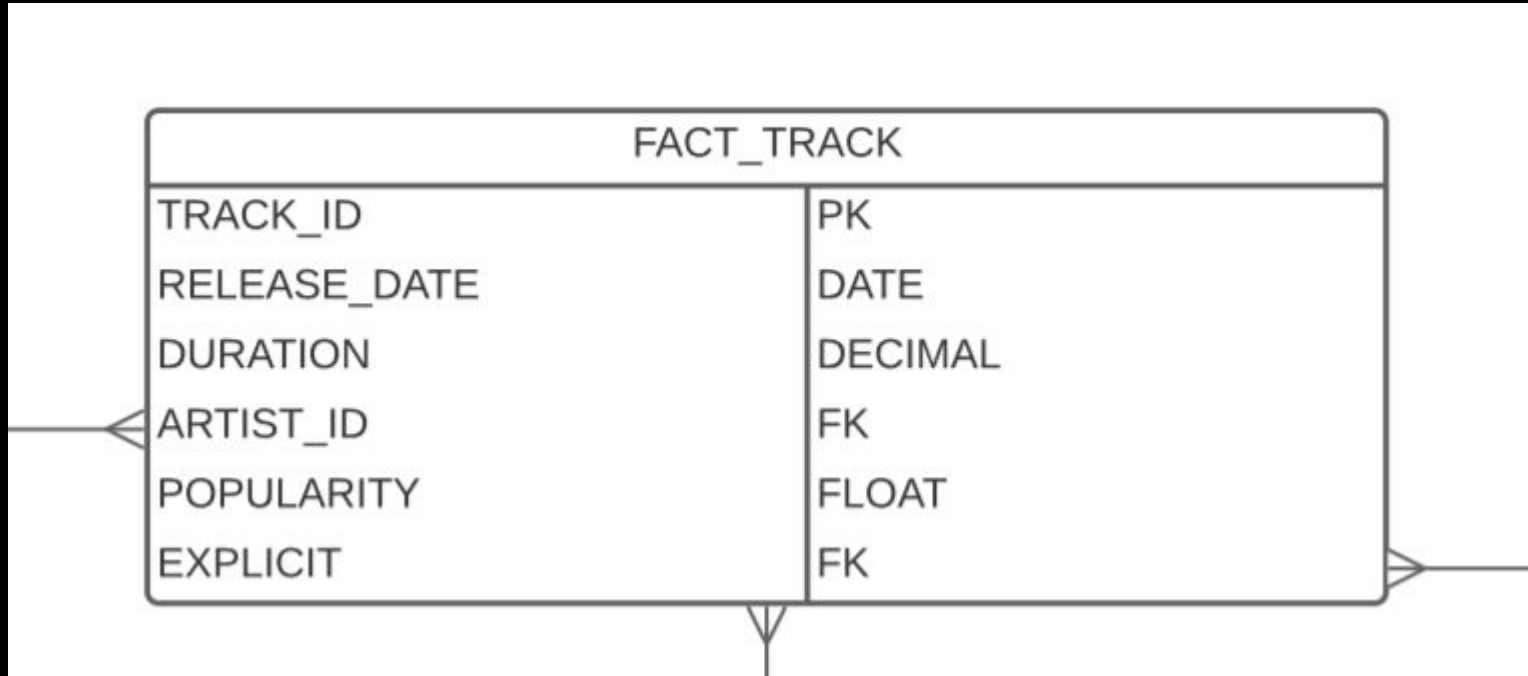 FACT_TRACK
TRACK_ID PK
RELEASE_DATE DATE
DURATION DECIMAL
ARTIST_ID FK
POPULARITY FLOAT
EXPLICIT FK